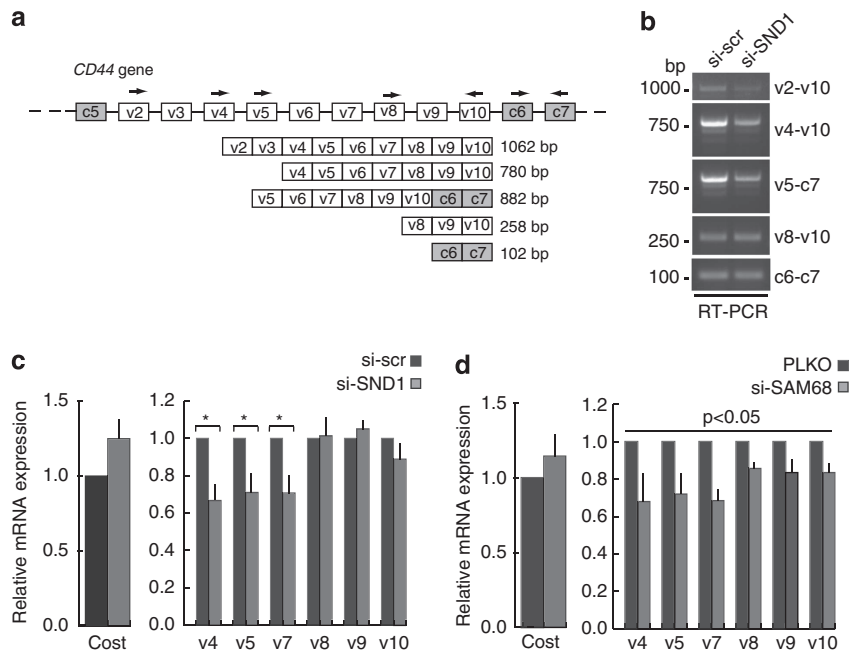 a
CD44 gene
c5 v2 v3 v4 v5 v6 v7 v8 v9 v10 c6 c7
v2 v3 v4 v5 v6 v7 v8 v9 v10 1062 bp
v4 v5 v6 v7 v8 v9 v10 780 bp
v5 v6 v7 v8 v9 v10 c6 c7 882 bp
v8 v9 v10 258 bp
c6 c7 102 bp
b
si-scr si-SND1
bp
1000 v2-v10
750 v4-v10
750 v5-c7
250 v8-v10
100 c6-c7
RT-PCR
c
si-scr
si-SND1
Relative mRNA expression
1.5
1.0
0.5
0.0
Cost
1.2
1.0
0.8
0.6
0.4
0.2
0.0
* * *
v4 v5 v7 v8 v9 v10
d
PLKO
si-SAM68
Relative mRNA expression
1.5
1.0
0.5
0.0
Cost
1.2
1.0
0.8
0.6
0.4
0.2
0.0
p<0.05
v4 v5 v7 v8 v9 v10